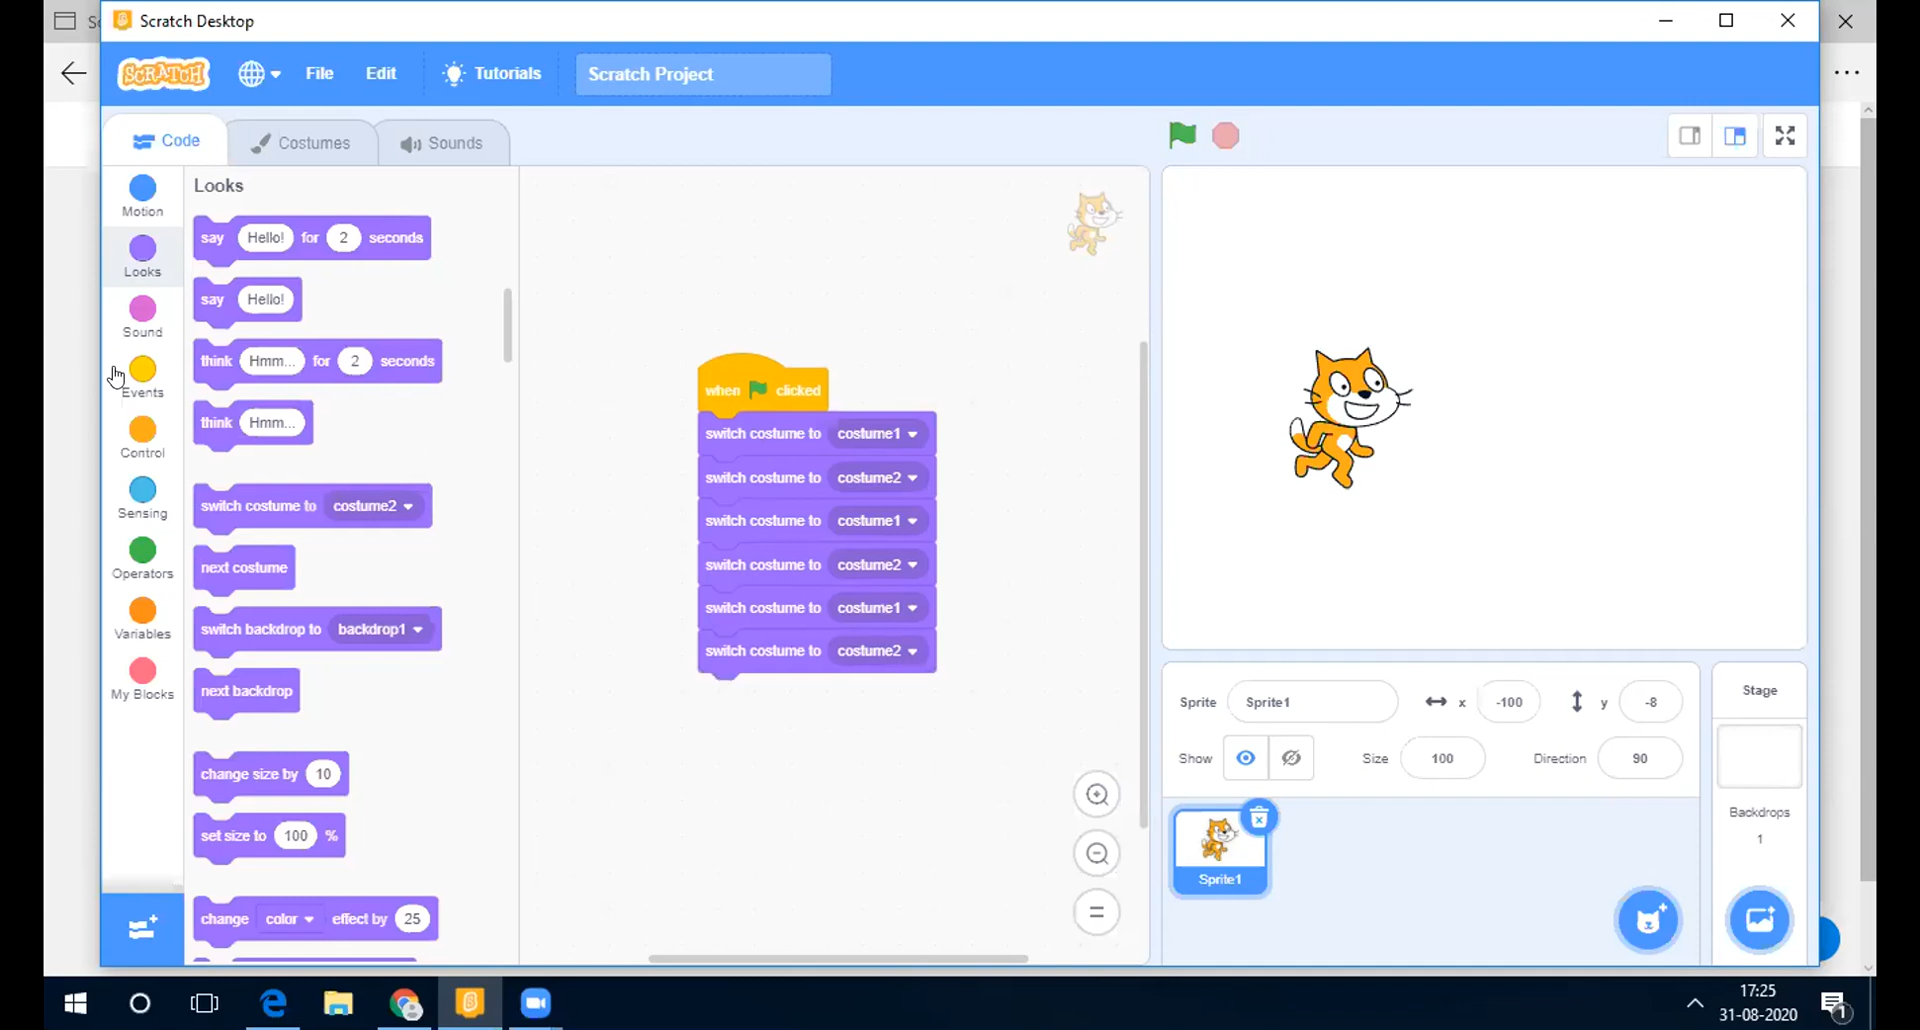 Scratch Desktop
SCRATCH
File
Edit
Tutorials
Scratch Project
Code
Costumes
Sounds
Motion
Looks
Sound
Events
Control
Sensing
Operators
Variables
My Blocks
Looks
say Hello! for 2 seconds
say Hello!
think Hmm... for 2 seconds
think Hmm...
switch costume to costume2
next costume
switch backdrop to backdrop1
next backdrop
change size by 10
set size to 100 %
change color effect by 25
when clicked
switch costume to costume1
switch costume to costume2
switch costume to costume1
switch costume to costume2
switch costume to costume1
switch costume to costume2
Sprite Sprite1 x -100 y -8
Show Size 100 Direction 90
Sprite1
Stage
Backdrops
1
17:25
31-08-2020
1